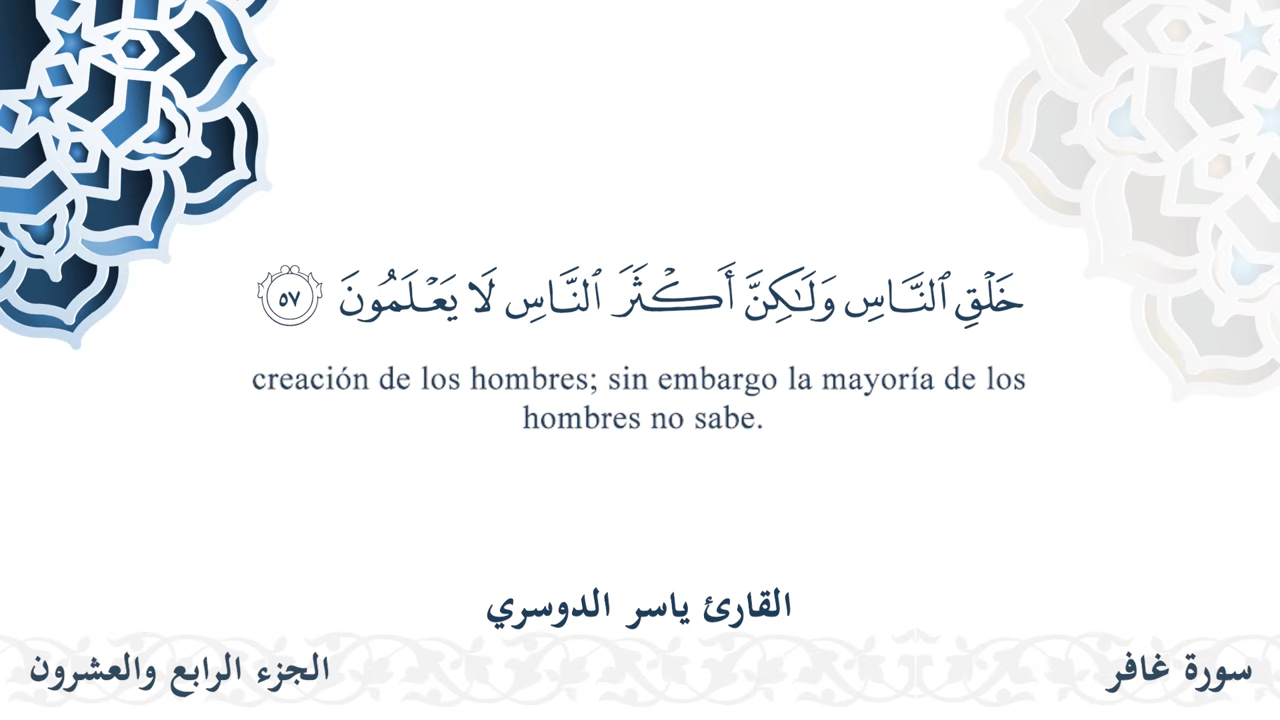 خَلْقِ ٱلنَّاسِ وَلَـٰكِنَّ أَكْثَرَ ٱلنَّاسِ لَا يَعْلَمُونَ ٥٧
creación de los hombres; sin embargo la mayoría de los
hombres no sabe.
القارئ ياسر الدوسري
سورة غافر
الجزء الرابع والعشرون